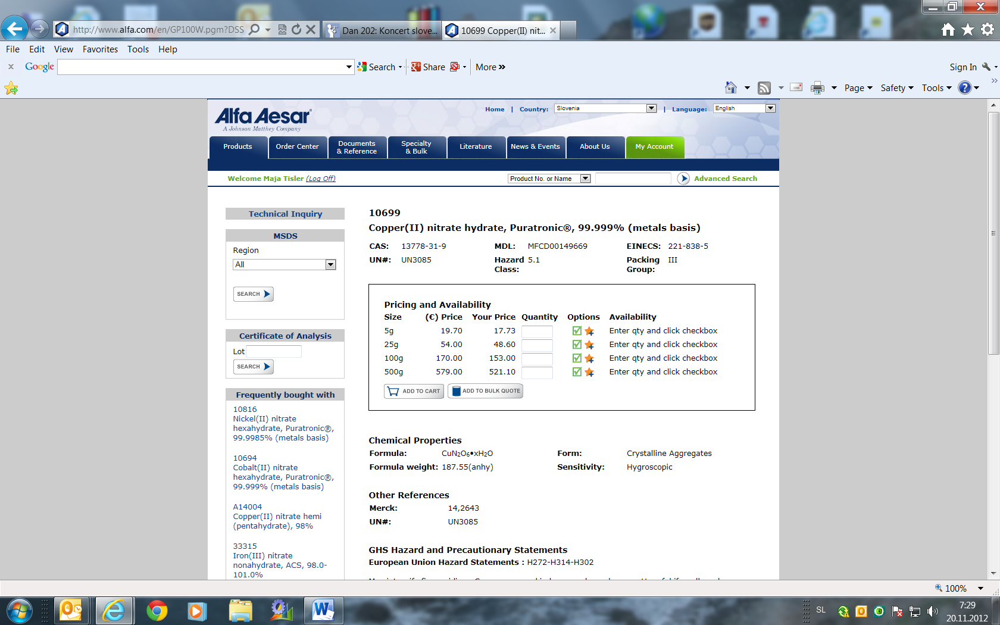 http://www.alfa.com/en/GP100W.pgm?DSS
Dan 202: Koncert slove...
10699 Copper(II) nit...
File Edit View Favorites Tools Help
x Google Search Share More »
Sign In
Page Safety Tools
Alfa Aesar®
A Johnson Matthey Company
Home | Country: Slovenia | Language: English
Products
Order Center
Documents & Reference
Specialty & Bulk
Literature
News & Events
About Us
My Account
Welcome Maja Tisler (Log Off)
Product No. or Name
Advanced Search
Technical Inquiry
MSDS
Region
All
SEARCH
Certificate of Analysis
Lot
SEARCH
Frequently bought with
10816
Nickel(II) nitrate
hexahydrate, Puratronic®,
99.9985% (metals basis)
10694
Cobalt(II) nitrate
hexahydrate, Puratronic®,
99.999% (metals basis)
A14004
Copper(II) nitrate hemi
(pentahydrate), 98%
33315
Iron(III) nitrate
nonahydrate, ACS, 98.0-
101.0%
10699
Copper(II) nitrate hydrate, Puratronic®, 99.999% (metals basis)
CAS: 13778-31-9 MDL: MFCD00149669 EINECS: 221-838-5
UN#: UN3085 Hazard Class: 5.1 Packing Group: III
Pricing and Availability
Size (€) Price Your Price Quantity Options Availability
5g 19.70 17.73 Enter qty and click checkbox
25g 54.00 48.60 Enter qty and click checkbox
100g 170.00 153.00 Enter qty and click checkbox
500g 579.00 521.10 Enter qty and click checkbox
ADD TO CART ADD TO BULK QUOTE
Chemical Properties
Formula: CuN₂O₆•xH₂O Form: Crystalline Aggregates
Formula weight: 187.55(anhy) Sensitivity: Hygroscopic
Other References
Merck: 14,2643
UN#: UN3085
GHS Hazard and Precautionary Statements
European Union Hazard Statements : H272-H314-H302
100%
SL
7:29
20.11.2012